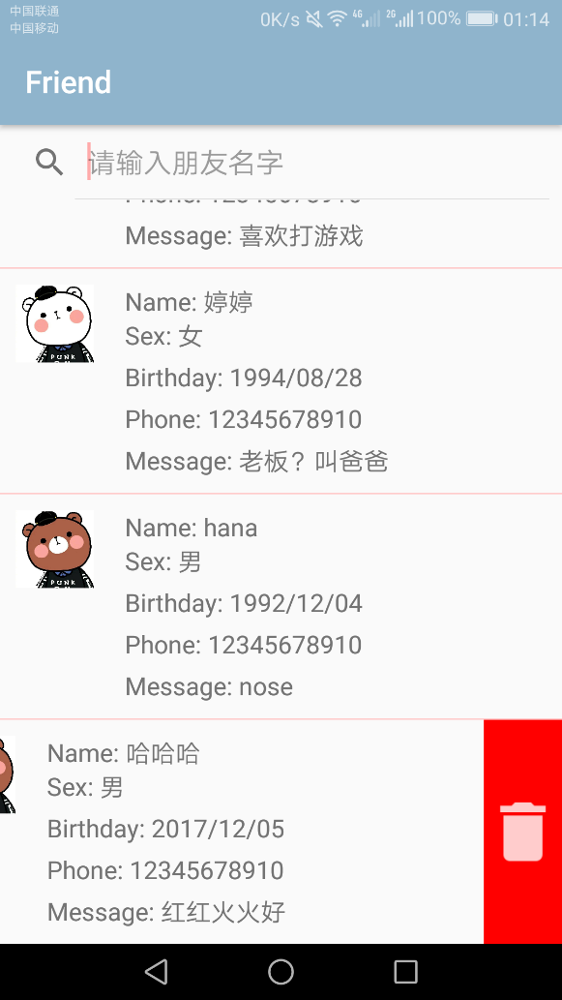 中国联通
中国移动
0K/s 4G 2G 100% 01:14
Friend
请输入朋友名字
Phone: 12345678910
Message: 喜欢打游戏
Name: 婷婷
Sex: 女
Birthday: 1994/08/28
Phone: 12345678910
Message: 老板？叫爸爸
PUNK
Name: hana
Sex: 男
Birthday: 1992/12/04
Phone: 12345678910
Message: nose
PUNK
Name: 哈哈哈
Sex: 男
Birthday: 2017/12/05
Phone: 12345678910
Message: 红红火火好